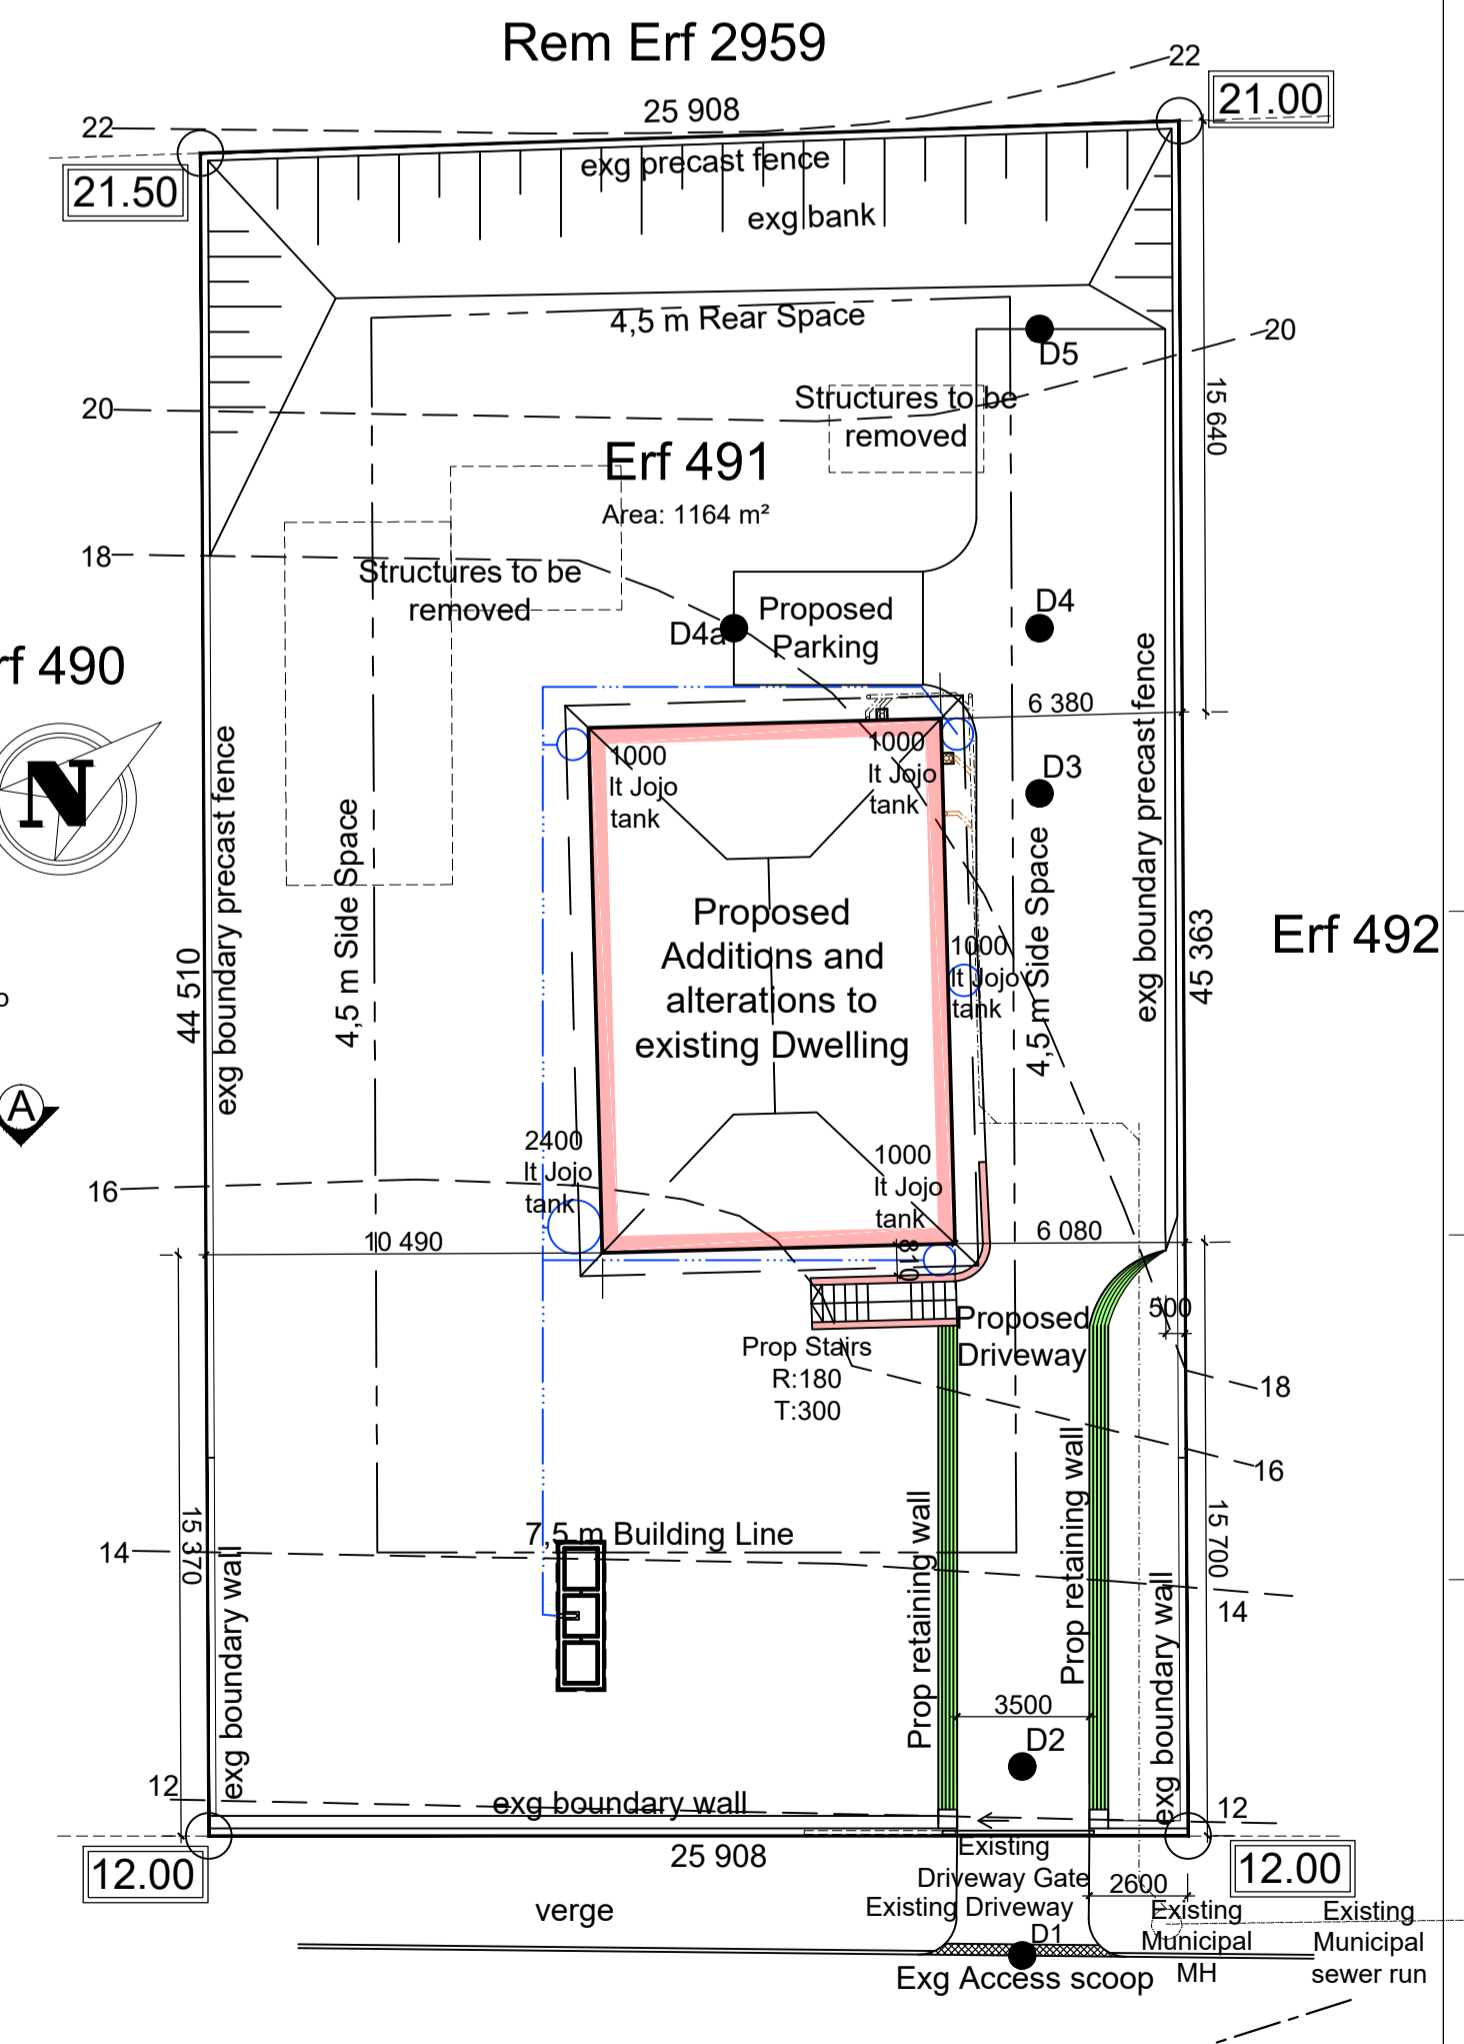 Rem Erf 2959
22
25 908
21.00
22
exg precast fence
21.50
exg bank
4,5 m Rear Space
D5
20
15 640
20
Structures to be
removed
Erf 491
Area: 1164 m²
18
Structures to be
removed
Proposed
Parking
D4a
D4
rf 490
6 380
exg boundary precast fence
1000
lt Jojo
tank
1000
lt Jojo
tank
D3
N
exg boundary precast fence
4,5 m Side Space
Proposed
Additions and
alterations to
existing Dwelling
1000
lt Jojo
tank
4,5 m Side Space
45 363
Erf 492
44 510
A
2400
lt Jojo
tank
1000
lt Jojo
tank
16
10 490
810
6 080
500
Proposed
Driveway
Prop Stairs
R:180
T:300
18
16
15 370
7,5 m Building Line
14
Prop retaining wall
Prop retaining wall
15 700
14
exg boundary wall
exg boundary wall
3500
D2
12
exg boundary wall
12
12.00
25 908
Existing
Driveway Gate
Existing Driveway
2600
12.00
verge
D1
Exg Access scoop
Existing
Municipal
MH
Existing
Municipal
sewer run